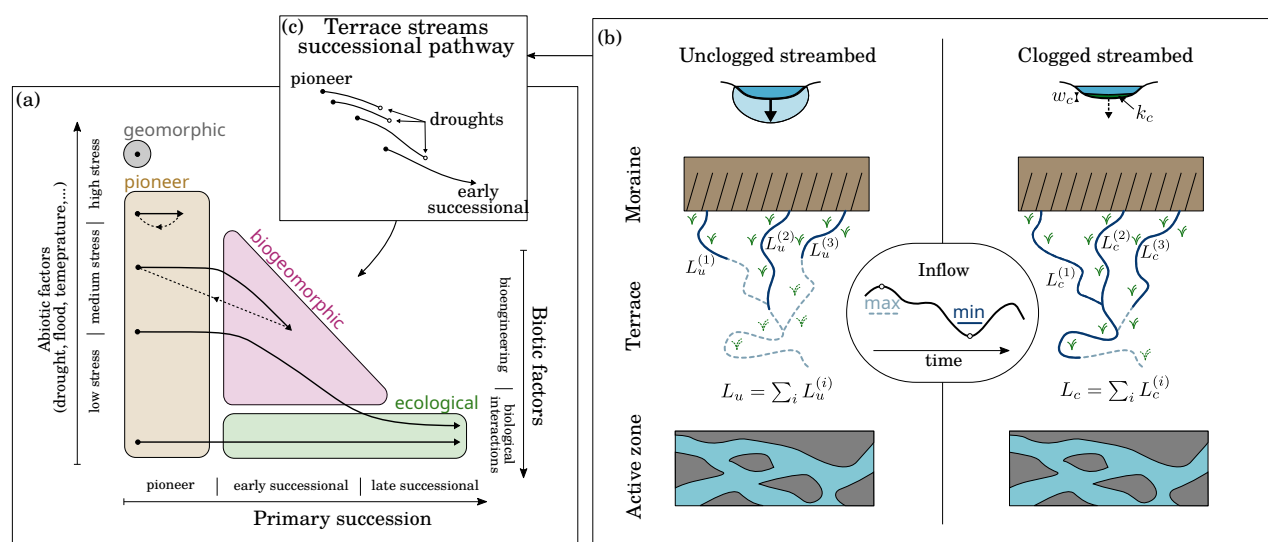 (a)
geomorphic
pioneer
biogeomorphic
ecological
Abiotic factors
(drought, flood, temeprature,...)
high stress
medium stress
low stress
Biotic factors
bioengineering
biological
interactions
pioneer
early successional
late successional
Primary succession
(c)
Terrace streams
successional pathway
pioneer
droughts
early
successional
(b)
Unclogged streambed
Clogged streambed
w_c
k_c
Moraine
L_u^{(1)}
L_u^{(2)}
L_u^{(3)}
L_c^{(1)}
L_c^{(2)}
L_c^{(3)}
Terrace
Inflow
max
min
time
L_u = ∑_i L_u^{(i)}
L_c = ∑_i L_c^{(i)}
Active zone